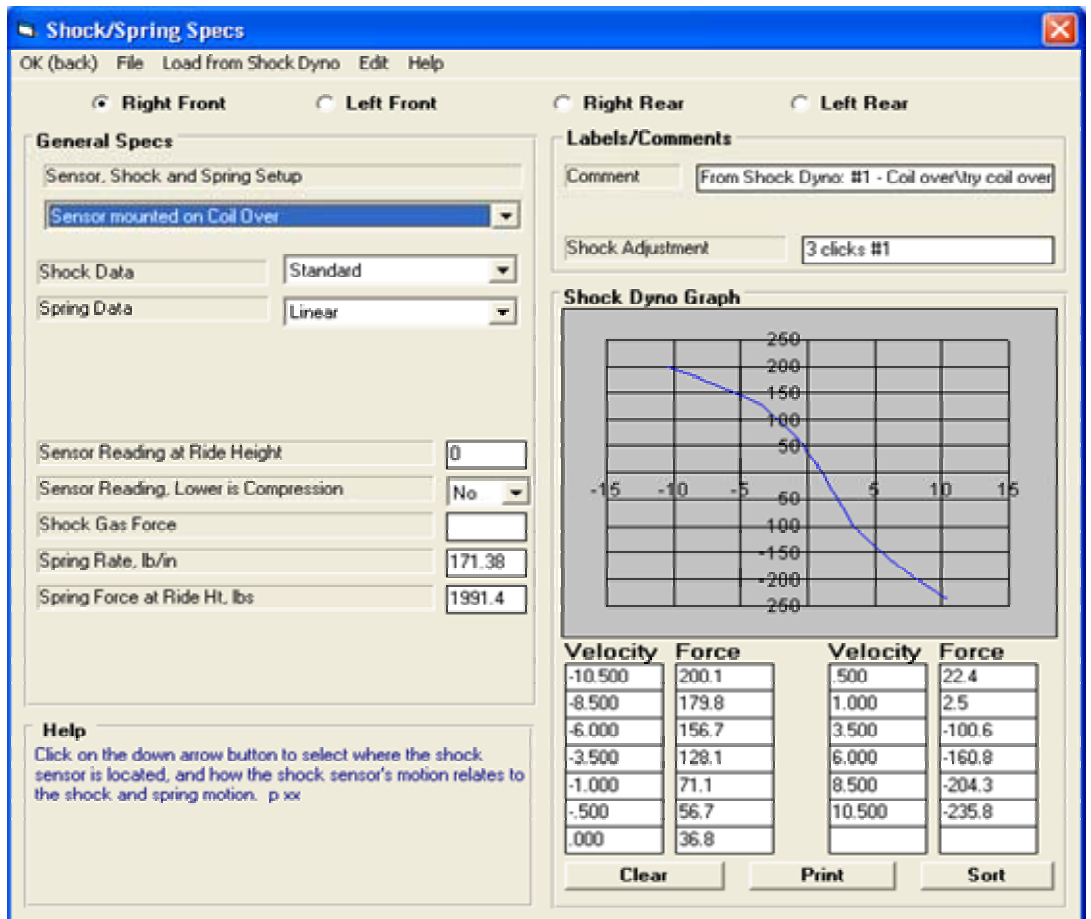 Shock/Spring Specs
OK (back) File Load from Shock Dyno Edit Help
Right Front Left Front Right Rear Left Rear
General Specs
Sensor, Shock and Spring Setup
Sensor mounted on Coil Over
Shock Data Standard
Spring Data Linear
Sensor Reading at Ride Height 0
Sensor Reading, Lower is Compression No
Shock Gas Force
Spring Rate, lb/in 171.38
Spring Force at Ride Ht, lbs 1991.4
Help
Click on the down arrow button to select where the shock
sensor is located, and how the shock sensor's motion relates to
the shock and spring motion. p xx
Labels/Comments
Comment From Shock Dyno: #1 - Coil over\try coil over
Shock Adjustment 3 clicks #1
Shock Dyno Graph
250
200
150
100
50
-15 -10 -5 5 10 15
50
100
-150
-200
250
Velocity Force Velocity Force
-10.500 200.1 .500 22.4
-8.500 179.8 1.000 2.5
-6.000 156.7 3.500 -100.6
-3.500 128.1 6.000 -160.8
-1.000 71.1 8.500 -204.3
-.500 56.7 10.500 -235.8
.000 36.8
Clear Print Sort